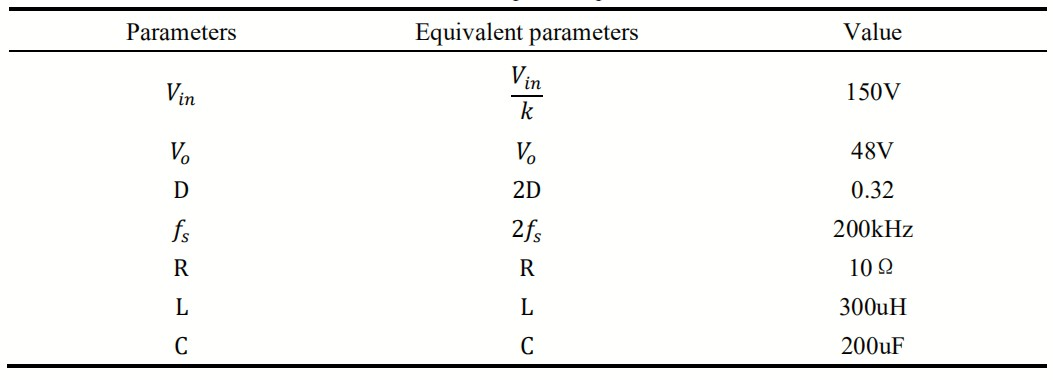 Parameters Equivalent parameters Value
V_in V_in/k 150V
V_o V_o 48V
D 2D 0.32
f_s 2f_s 200kHz
R R 10 Ω
L L 300uH
C C 200uF